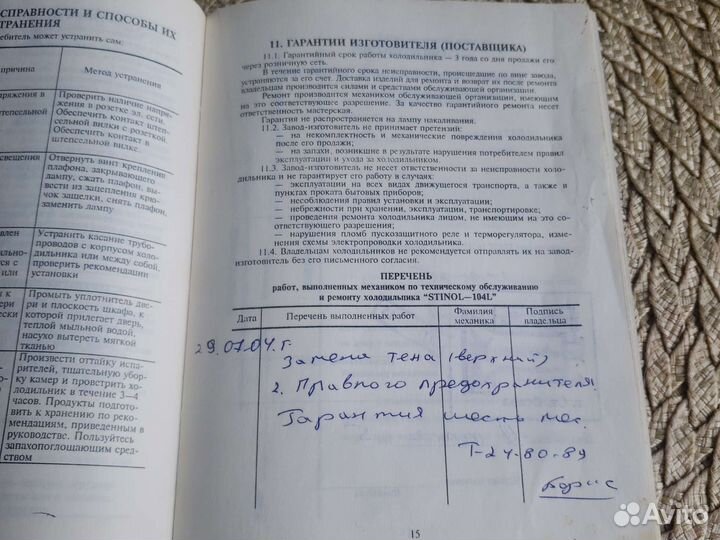 СПРАВНОСТИ И СПОСОБЫ ИХ
ТРАНЕНИЯ
ебитель может устранить сам:
причина
Метод устранения
пряжения в
штепсельной
Проверить наличие напря-
жения в розетке эл. сети.
Обеспечить контакт штеп-
сельной вилки с розеткой
Обеспечить контакт в
штепсельной вилке
свещения
Отвернуть винт крепления
плафона, закрывающего
лампу, сжать плафон, вы-
вести из зацепления крю-
чок защелки, снять плафон,
заменить лампу
Устранить касание трубо-
проводов с корпусом холо-
дильника или между собой,
проверить рекомендации
установки
Промыть уплотнитель две-
ри и плоскость шкафа, к
которой прилегает дверь,
теплой мыльной водой,
насухо вытереть мягкой
тканью
Произвести оттайку исп-
арителей, тщательную убор-
ку камер и проветрить хо-
лодильник в течение 3—4
часов. Продукты подготов-
ить к хранению по реко-
мендациям, приведенным в
руководстве. Пользуйтесь
запахопоглощающим сред-
ством
11. ГАРАНТИИ ИЗГОТОВИТЕЛЯ (ПОСТАВЩИКА)
11.1. Гарантийный срок работы холодильника — 3 года со дня продажи его
через розничную сеть.
В течение гарантийного срока неисправности, происшедшие по вине завода,
устраняются за его счет. Доставка изделий для ремонта и возврат их после ремонта
владельцам производится силами и средствами обслуживающей организации.
Ремонт производится механиком обслуживающей организации, имеющим
на это соответствующее разрешение. За качество гарантийного ремонта несет
ответственность мастерская.
Гарантия не распространяется на лампу накаливания.
11.2. Завод-изготовитель не принимает претензий:
— на некомплектность и механические повреждения холодильника
после его продажи;
— на запахи, возникшие в результате нарушения потребителем правил
эксплуатации и ухода за холодильником.
11.3. Завод-изготовитель не несет ответственности за неисправности холо-
дильника и не гарантирует его работу в случаях:
— эксплуатации на всех видах движущегося транспорта, а также в
пунктах проката бытовых приборов;
— несоблюдения правил установки и эксплуатации;
— небрежности при хранении, эксплуатации, транспортировке;
— проведения ремонта холодильника лицом, не имеющим на это со-
ответствующего разрешения;
— нарушения пломб пускозащитного реле и терморегулятора, измене-
ния схемы электропроводки холодильника.
11.4. Владельцам холодильников не рекомендуется отправлять их на завод-
изготовитель без его письменного согласия.
ПЕРЕЧЕНЬ
работ, выполненных механиком по техническому обслуживанию
и ремонту холодильника "STINOL—104L"
Дата
Перечень выполненных работ
Фамилия
механика
Подпись
владельца
29.07.04.г.
Замена тена (верхний)
2. Плавного предохранителя.
Гарантия шесть мес.
Т-24-80-89
Борис
15
Avito